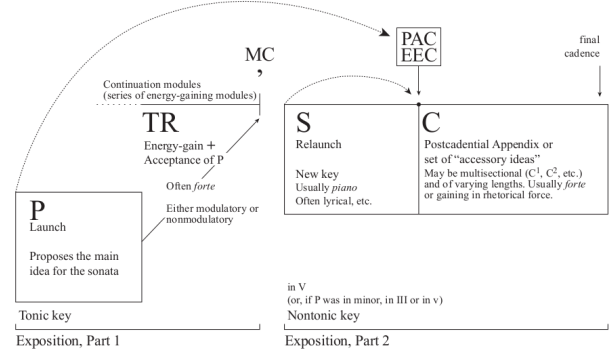 PAC
EEC
final
cadence
MC
,
Continuation modules
(series of energy-gaining modules)
TR
Energy-gain +
Acceptance of P
Often forte
Either modulatory or
nonmodulatory
P
Launch
Proposes the main
idea for the sonata
Tonic key
Exposition, Part 1
S
Relaunch
New key
Usually piano
Often lyrical, etc.
C
Postcadential Appendix or
set of “accessory ideas”
May be multisectional (C¹, C², etc.)
and of varying lengths. Usually forte
or gaining in rhetorical force.
in V
(or, if P was in minor, in III or in v)
Nontonic key
Exposition, Part 2